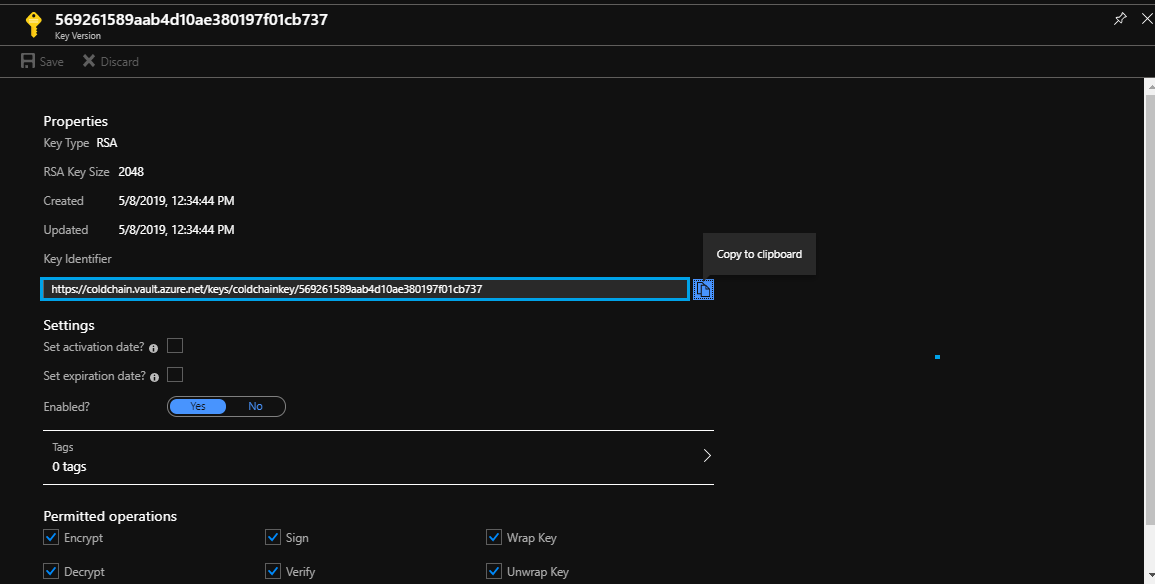 569261589aab4d10ae380197f01cb737
Key Version
Save Discard
Properties
Key Type RSA
RSA Key Size 2048
Created 5/8/2019, 12:34:44 PM
Updated 5/8/2019, 12:34:44 PM
Key Identifier
Copy to clipboard
https://coldchain.vault.azure.net/keys/coldchainkey/569261589aab4d10ae380197f01cb737
Settings
Set activation date?
Set expiration date?
Enabled? Yes No
Tags
0 tags
Permitted operations
Encrypt Sign Wrap Key
Decrypt Verify Unwrap Key